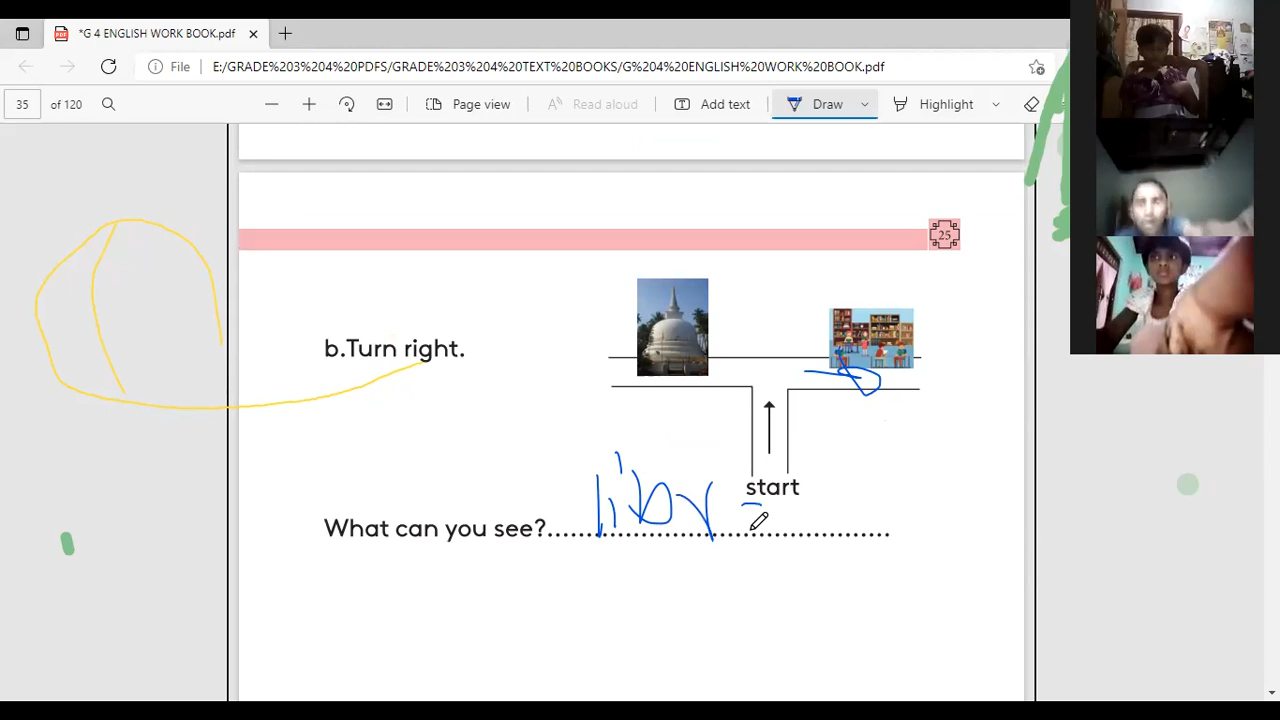 *G 4 ENGLISH WORK BOOK.pdf
File E:/GRADE%203%204%20PDFS/GRADE%203%204%20TEXT%20BOOKS/G%204%20ENGLISH%20WORK%20BOOK.pdf
35 of 120 Page view Read aloud Add text Draw Highlight
25
b.Turn right.
start
What can you see?..............................................